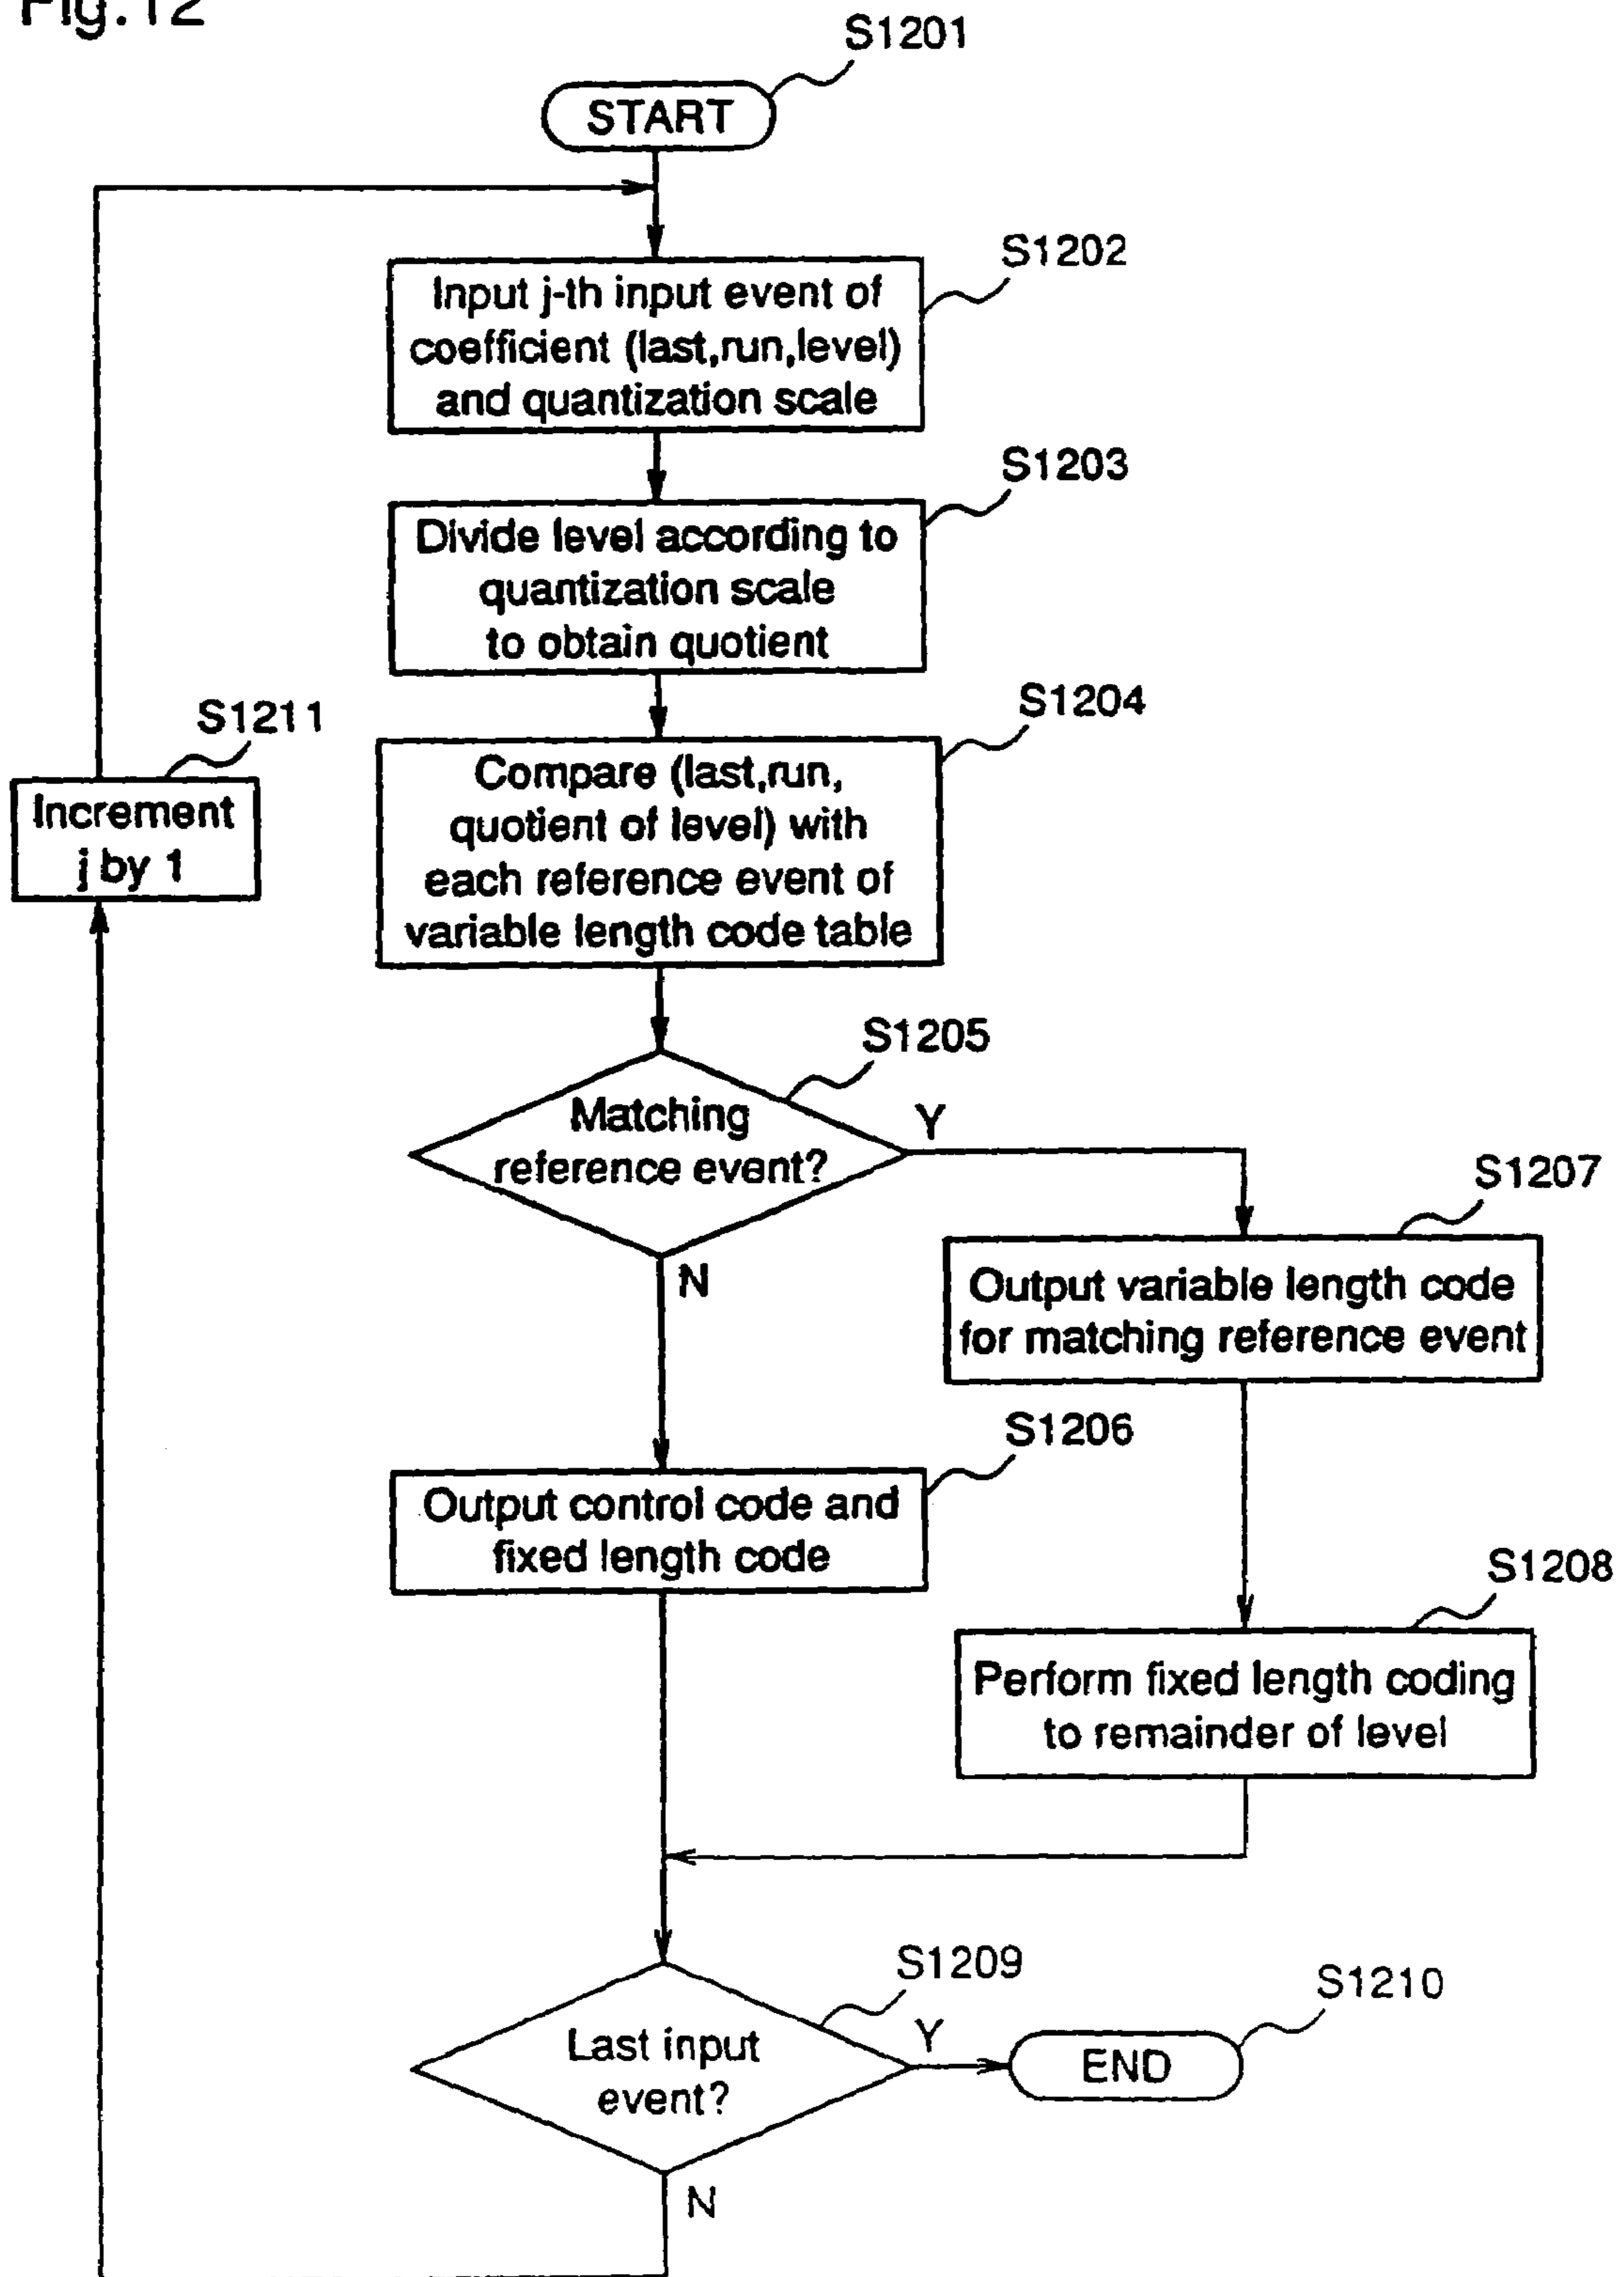 Fig.12
S1201
START
S1202
Input j-th input event of
coefficient (last,run,level)
and quantization scale
S1203
Divide level according to
quantization scale
to obtain quotient
S1204
Compare (last,run,
quotient of level) with
each reference event of
variable length code table
S1211
Increment
j by 1
S1205
Matching
reference event?
Y
N
S1207
Output variable length code
for matching reference event
S1206
Output control code and
fixed length code
S1208
Perform fixed length coding
to remainder of level
S1209
Last input
event?
Y
N
S1210
END